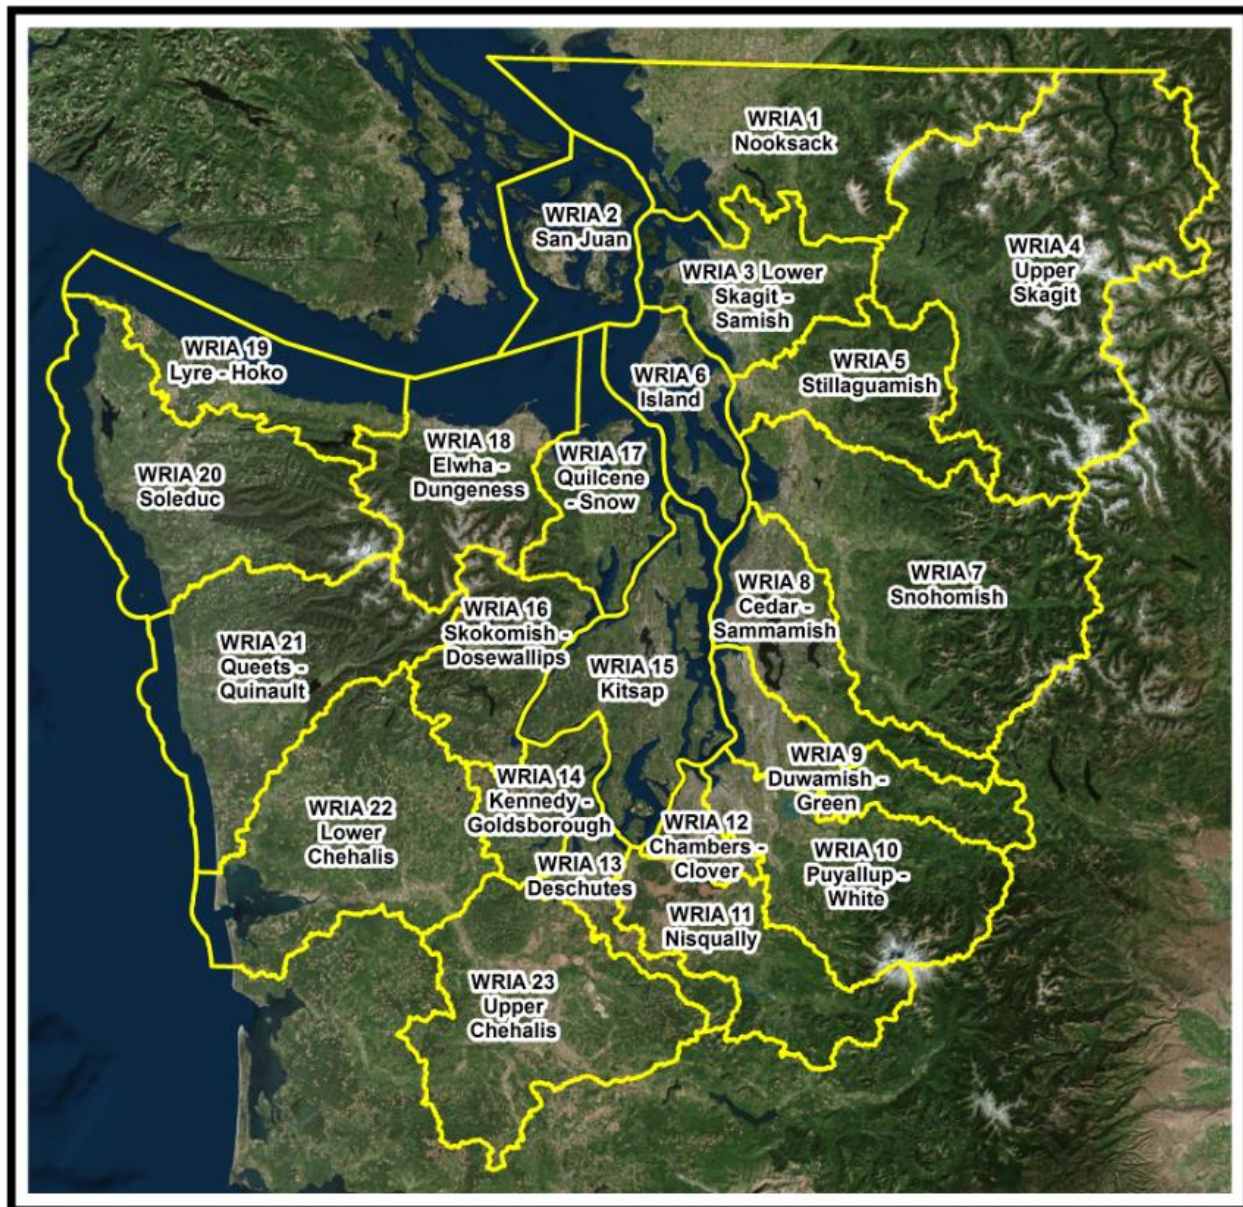 WRIA 1
Nooksack
WRIA 2
San Juan
WRIA 3 Lower
Skagit -
Samish
WRIA 4
Upper
Skagit
WRIA 19
Lyre - Hoko
WRIA 6
Island
WRIA 5
Stillaguamish
WRIA 18
Elwha -
Dungeness
WRIA 17
Quilcene
- Snow
WRIA 20
Soleduc
WRIA 7
Snohomish
WRIA 8
Cedar -
Sammamish
WRIA 16
Skokomish -
Dosewallips
WRIA 21
Queets -
Quinault
WRIA 15
Kitsap
WRIA 9
Duwamish -
Green
WRIA 14
Kennedy -
Goldsborough
WRIA 22
Lower
Chehalis
WRIA 12
Chambers -
Clover
WRIA 10
Puyallup -
White
WRIA 13
Deschutes
WRIA 11
Nisqually
WRIA 23
Upper
Chehalis